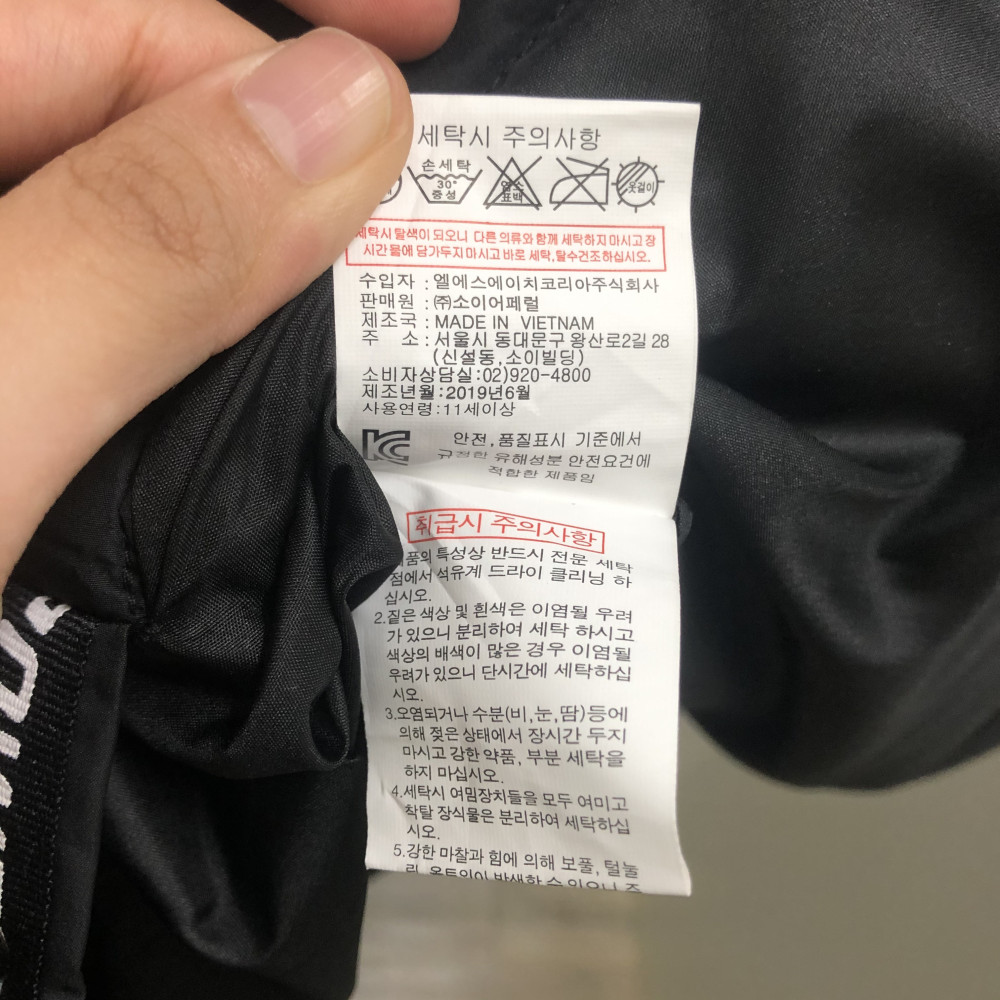 세탁시 주의사항
손세탁
30°
중성
염소
표백
옷걸이
세탁시 탈색이 되오니 다른 의류와 함께 세탁하지 마시고 장
시간 물에 담가두지 마시고 바로 세탁,탈수건조하십시오.
수입자 : 엘에스에이치코리아주식회사
판매원 : ㈜소이어페럴
제조국 : MADE IN VIETNAM
주 소 : 서울시 동대문구 왕산로2길 28
(신설동,소이빌딩)
소비자상담실:02)920-4800
제조년월:2019년6월
사용연령:11세이상
안전,품질표시 기준에서
규정한 유해성분 안전요건에
적합한 제품임
취급시 주의사항
특성상 반드시 전문 세탁
점에서 석유계 드라이 클리닝 하
십시오.
2.짙은 색상 및 흰색은 이염될 우려
가 있으니 분리하여 세탁 하시고
색상의 배색이 많은 경우 이염될
우려가 있으니 단시간에 세탁하십
시오.
3.오염되거나 수분(비,눈,땀)등에
의해 젖은 상태에서 장시간 두지
마시고 강한 약품, 부분 세탁을
하지 마십시오.
4.세탁시 여밈장치들을 모두 여미고
착탈 장식물은 분리하여 세탁하십
시오.
5.강한 마찰과 힘에 의해 보풀, 털눌